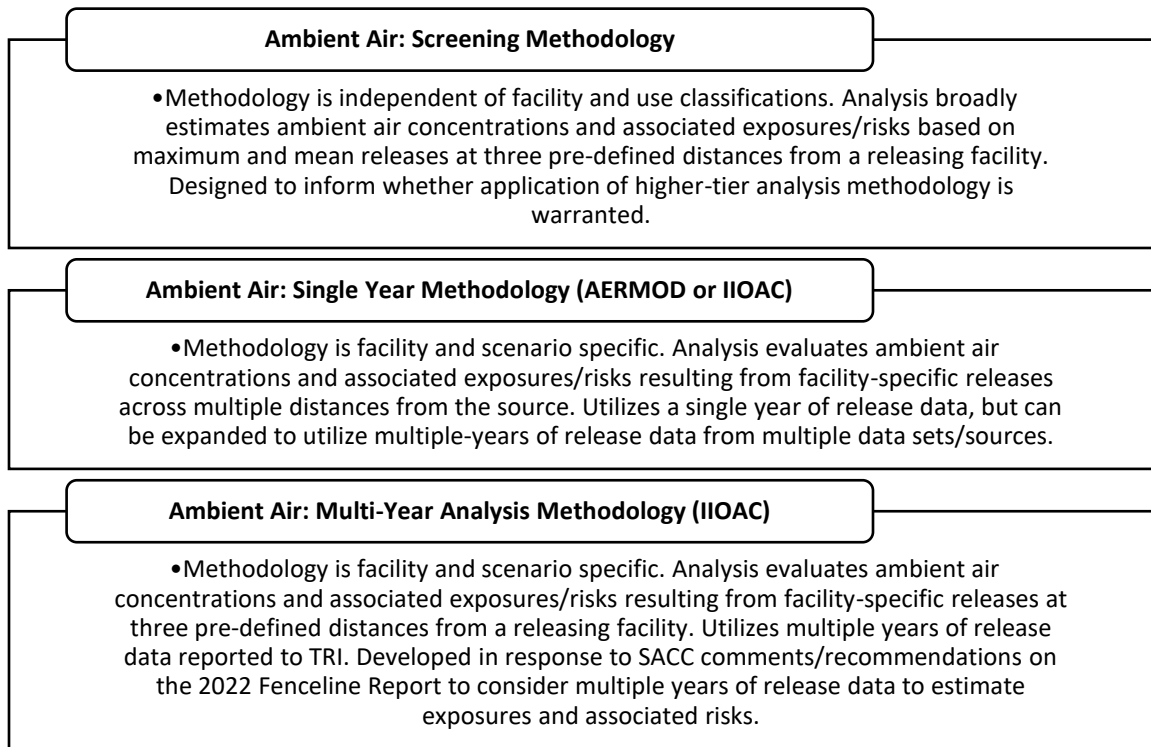 Ambient Air: Screening Methodology
•Methodology is independent of facility and use classifications. Analysis broadly
estimates ambient air concentrations and associated exposures/risks based on
maximum and mean releases at three pre-defined distances from a releasing facility.
Designed to inform whether application of higher-tier analysis methodology is
warranted.
Ambient Air: Single Year Methodology (AERMOD or IIOAC)
•Methodology is facility and scenario specific. Analysis evaluates ambient air
concentrations and associated exposures/risks resulting from facility-specific releases
across multiple distances from the source. Utilizes a single year of release data, but can
be expanded to utilize multiple-years of release data from multiple data sets/sources.
Ambient Air: Multi-Year Analysis Methodology (IIOAC)
•Methodology is facility and scenario specific. Analysis evaluates ambient air
concentrations and associated exposures/risks resulting from facility-specific releases at
three pre-defined distances from a releasing facility. Utilizes multiple years of release
data reported to TRI. Developed in response to SACC comments/recommendations on
the 2022 Fenceline Report to consider multiple years of release data to estimate
exposures and associated risks.